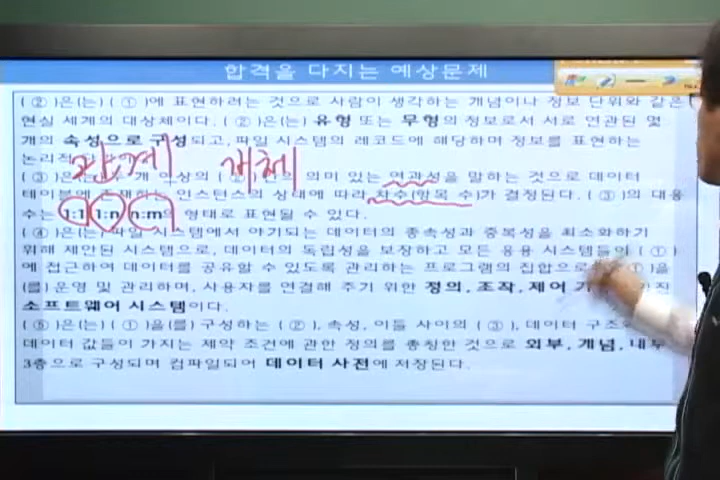 합격을 다지는 예상문제
( ② )은(는) ( ① )에 표현하려는 것으로 사람이 생각하는 개념이나 정보 단위와 같은
현실 세계의 대상체이다. ( ② )은(는) 유형 또는 무형의 정보로서 서로 연관된 몇
개의 속성으로 구성되고, 파일 시스템의 레코드에 해당하며 정보를 표현하는
논리적
관계 개체
( ③ ) 이상의 의미 있는 연관성을 말하는 것으로 데이터
테이블에 존재하는 인스턴스의 상태에 따라 차수(항목 수)가 결정된다. ( ③ )의 대응
수는 1:1 1:n n:m의 형태로 표현될 수 있다.
( ④ )은(는) 파일 시스템에서 야기되는 데이터의 종속성과 중복성을 최소화하기
위해 제안된 시스템으로, 데이터의 독립성을 보장하고 모든 응용 시스템들이 ( ① )
에 접근하여 데이터를 공유할 수 있도록 관리하는 프로그램의 집합으로 ( ① )을
(를) 운영 및 관리하며, 사용자를 연결해 주기 위한 정의, 조작, 제어
소프트웨어 시스템이다.
( ⑤ )은(는) ( ① )을(를) 구성하는 ( ② ), 속성, 이들 사이의 ( ③ ), 데이터 구조
데이터 값들이 가지는 제약 조건에 관한 정의를 총칭한 것으로 외부, 개념, 내부
3층으로 구성되며 컴파일되어 데이터 사전에 저장된다.